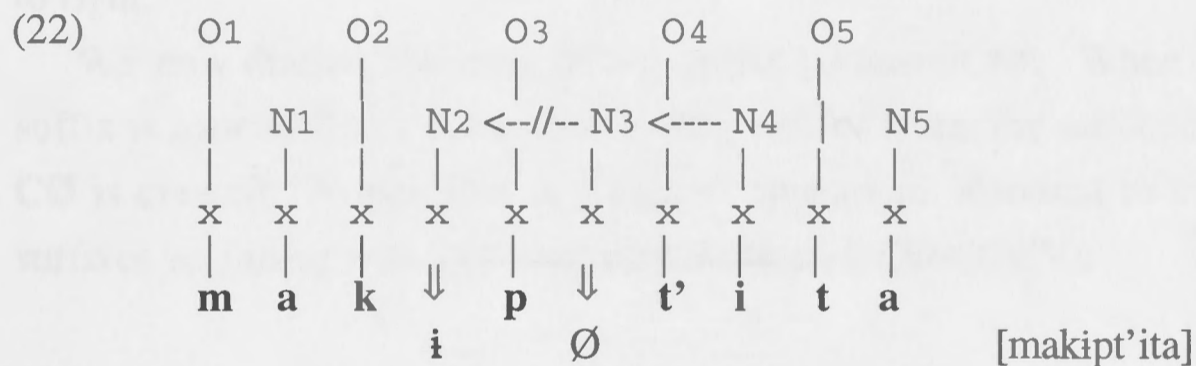 (22) O1 O2 O3 O4 O5
N1 N2 <--//-- N3 <---- N4 N5
x x x x x x x x x x
m a k ⇓ p ⇓ t’ i t a
ɨ Ø [makɨpt’ita]